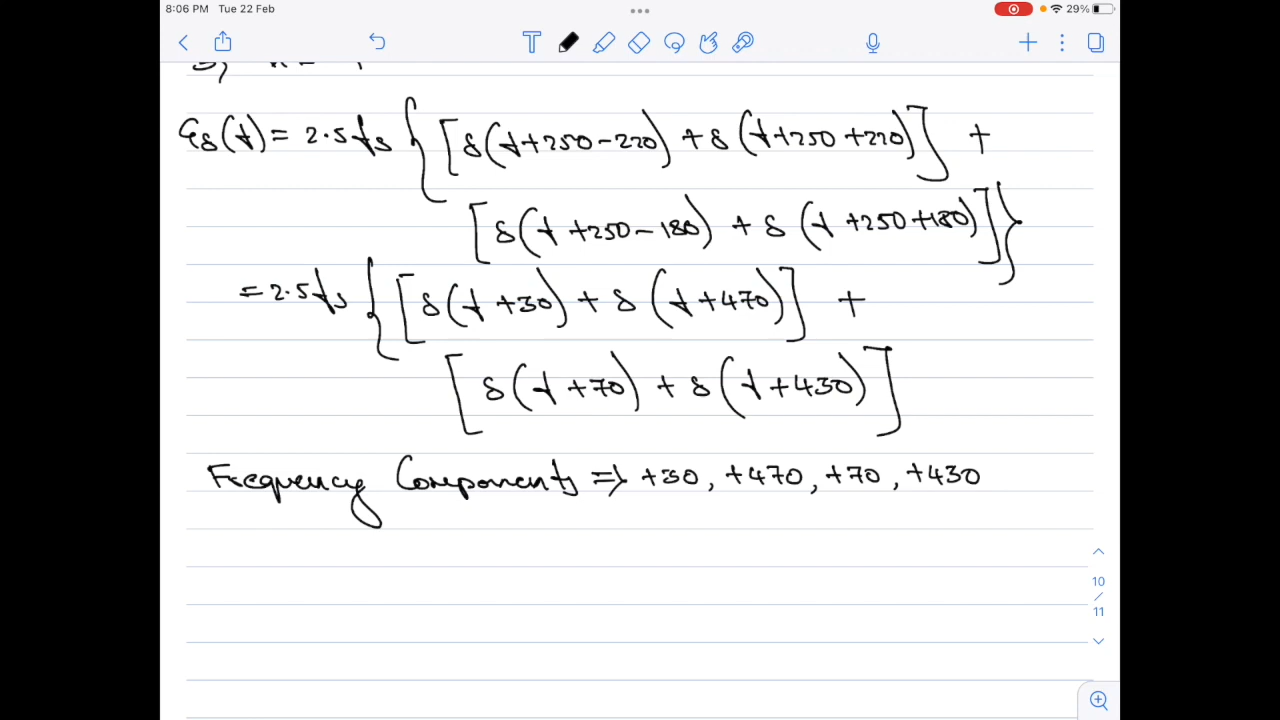 8:06 PM Tue 22 Feb
29%
Gδ(f) = 2.5fs { [δ(f+250-220) + δ(f+250+220)] +
[δ(f+250-180) + δ(f+250+180)] }
= 2.5fs { [δ(f+30) + δ(f+470)] +
[δ(f+70) + δ(f+430)]
Frequency Components => +30, +470, +70, +430
10
/
11